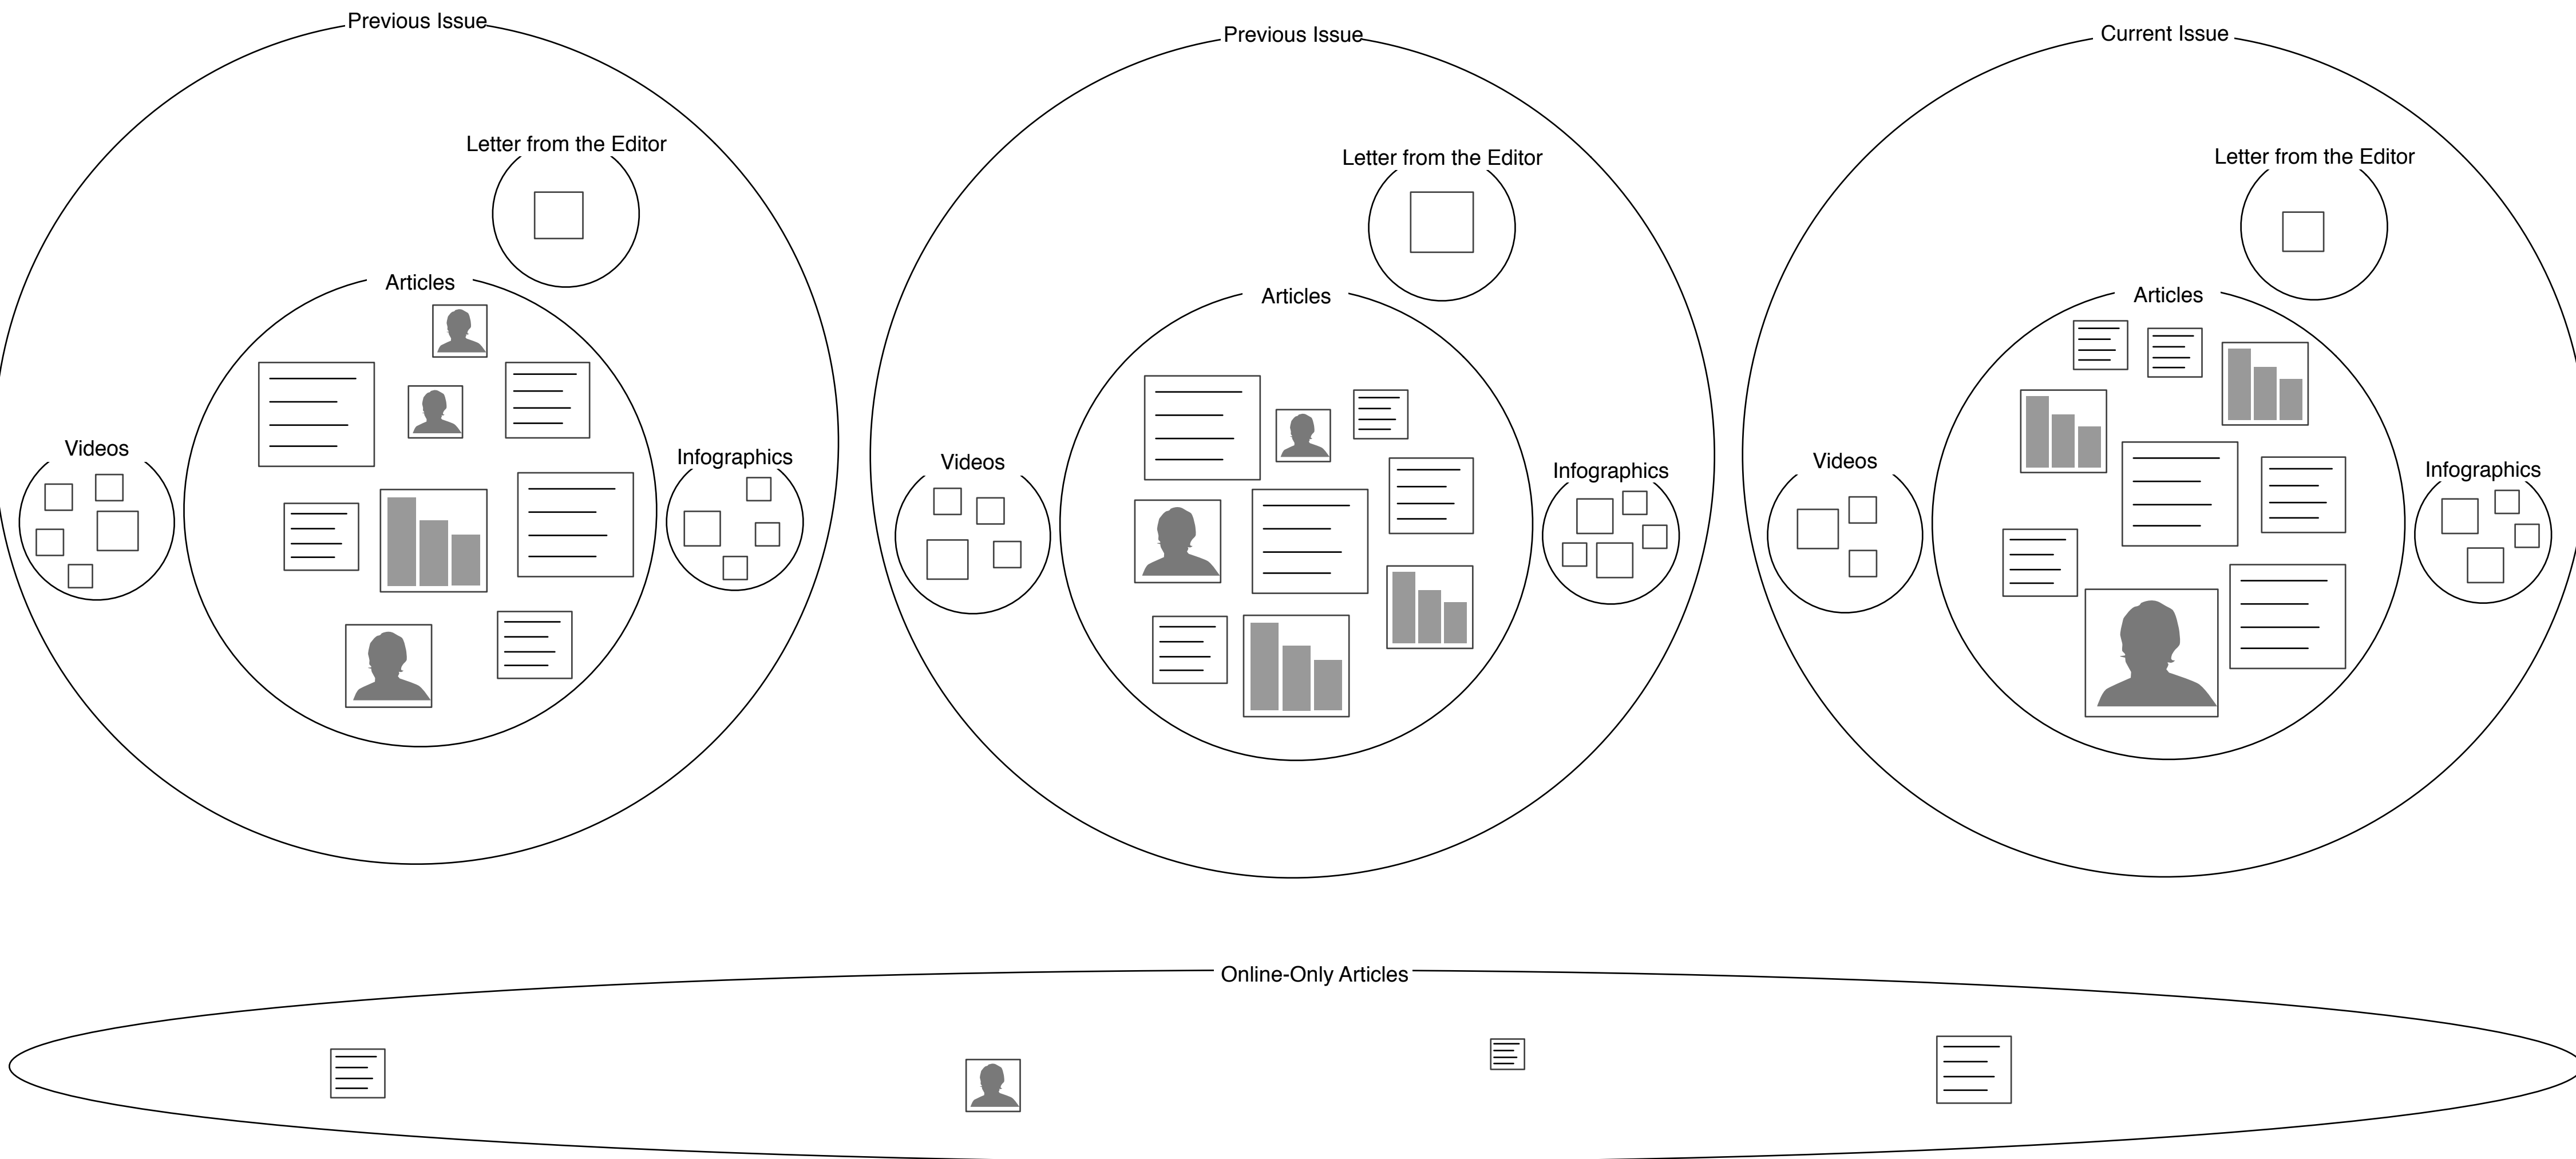 Previous Issue
Letter from the Editor
Articles
Videos
Infographics
Previous Issue
Letter from the Editor
Articles
Videos
Infographics
Current Issue
Letter from the Editor
Articles
Videos
Infographics
Online-Only Articles